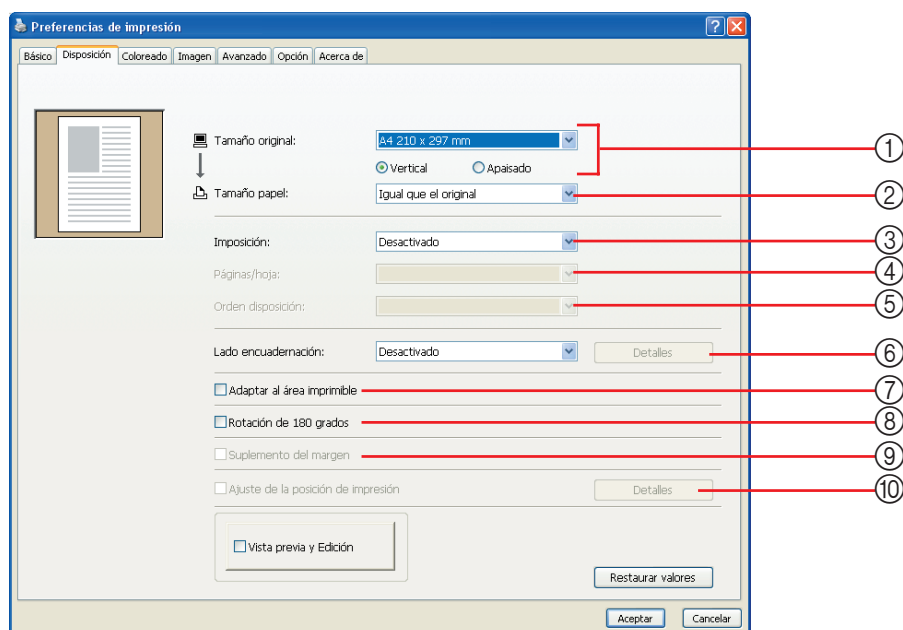 Preferencias de impresión
Básico Disposición Coloreado Imagen Avanzado Opción Acerca de
Tamaño original: A4 210 x 297 mm ①
Vertical Apaisado
Tamaño papel: Igual que el original ②
Imposición: Desactivado ③
Páginas/hoja: ④
Orden disposición: ⑤
Lado encuadernación: Desactivado Detalles ⑥
Adaptar al área imprimible ⑦
Rotación de 180 grados ⑧
Suplemento del margen ⑨
Ajuste de la posición de impresión Detalles ⑩
Vista previa y Edición
Restaurar valores
Aceptar Cancelar